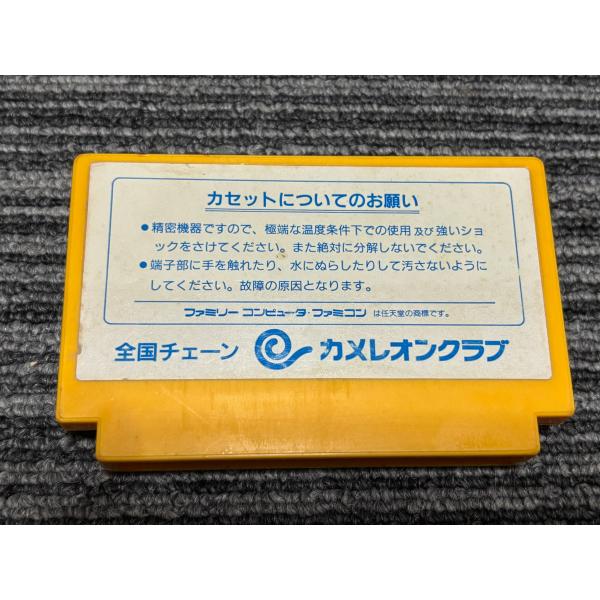 カセットについてのお願い
●精密機器ですので、極端な温度条件下での使用及び強いショ
ックをさけてください。また絶対に分解しないでください。
●端子部に手を触れたり、水にぬらしたりして汚さないように
してください。故障の原因となります。
ファミリー コンピュータ・ファミコン は任天堂の商標です。
全国チェーン カメレオンクラブ